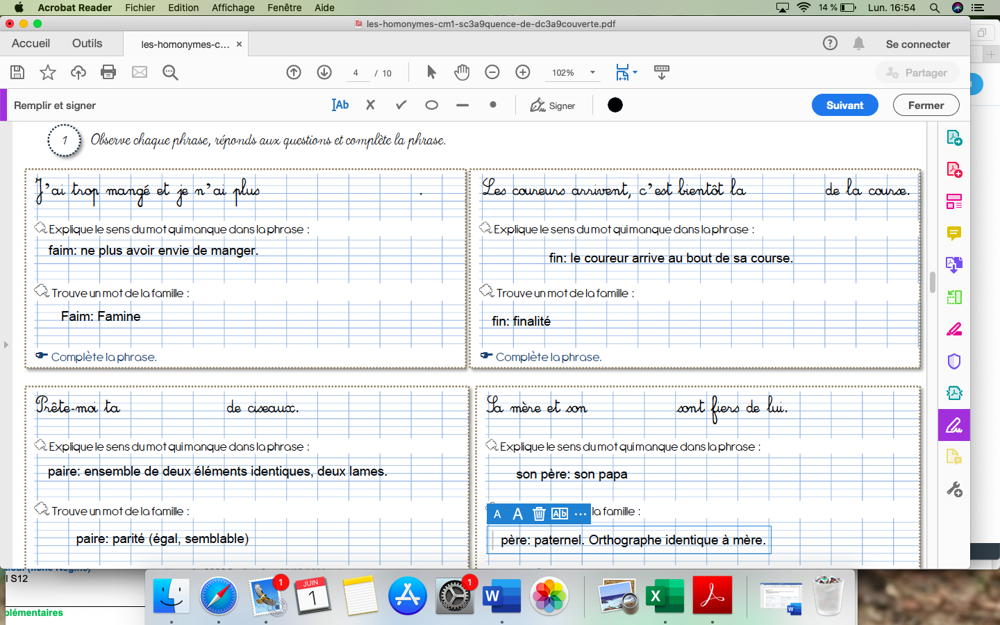 Acrobat Reader Fichier Edition Affichage Fenêtre Aide 14 % Lun. 16:54
les-homonymes-cm1-sc3a9quence-de-dc3a9couverte.pdf
Accueil Outils les-homonymes-c... × Se connecter
4 / 10 102% Partager
Remplir et signer Ab Signer Suivant Fermer
1 Observe chaque phrase, réponds aux questions et complète la phrase.
J'ai trop mangé et je n'ai plus .
Explique le sens du mot qui manque dans la phrase :
faim: ne plus avoir envie de manger.
Trouve un mot de la famille :
Faim: Famine
Complète la phrase.
Les coureurs arrivent, c'est bientôt la de la course.
Explique le sens du mot qui manque dans la phrase :
fin: le coureur arrive au bout de sa course.
Trouve un mot de la famille :
fin: finalité
Complète la phrase.
Prête-moi ta de ciseaux.
Explique le sens du mot qui manque dans la phrase :
paire: ensemble de deux éléments identiques, deux lames.
Trouve un mot de la famille :
paire: parité (égal, semblable)
Sa mère et son sont fiers de lui.
Explique le sens du mot qui manque dans la phrase :
son père: son papa
A A Ab ... la famille :
père: paternel. Orthographe identique à mère.
l S12
plémentaires
1
JUIN
1
1
W
X
W